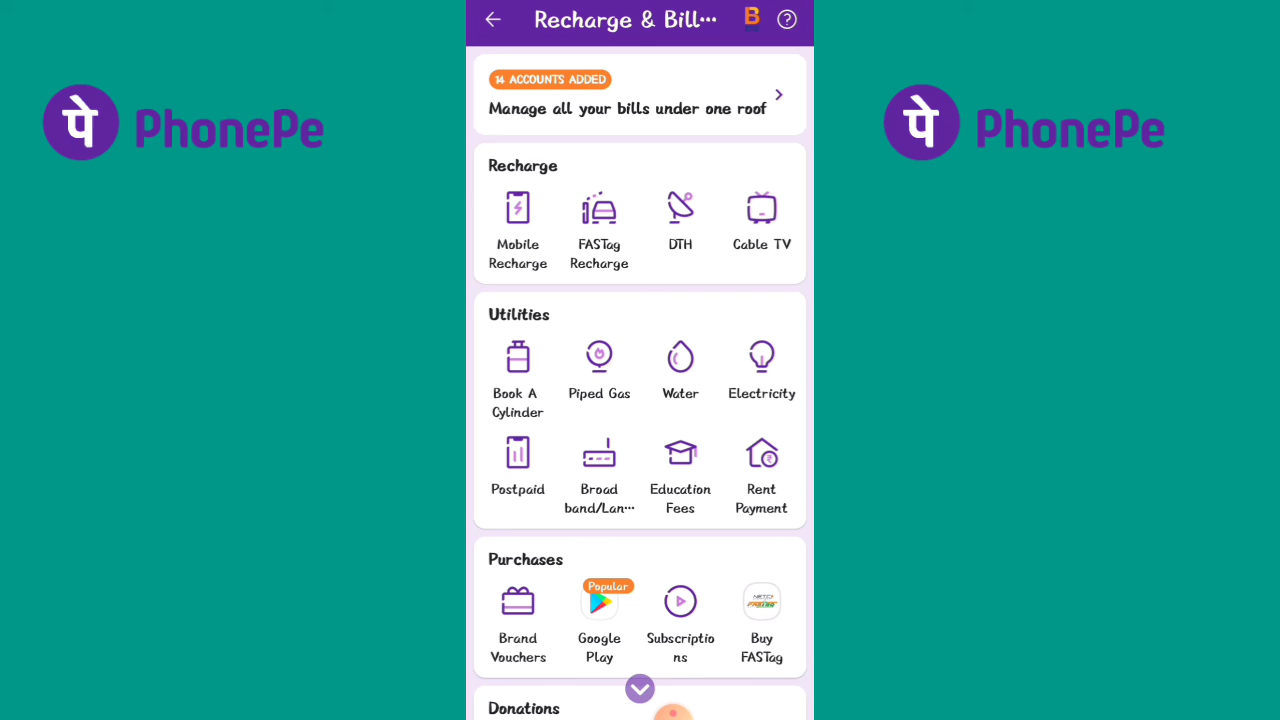 पे PhonePe
पे PhonePe
Recharge & Bill...
B
?
14 ACCOUNTS ADDED
Manage all your bills under one roof
Recharge
Mobile Recharge
FASTag Recharge
DTH
Cable TV
Utilities
Book A Cylinder
Piped Gas
Water
Electricity
Postpaid
Broad band/Lan...
Education Fees
Rent Payment
₹
Purchases
Popular
Brand Vouchers
Google Play
Subscriptio ns
Buy FASTag
Donations